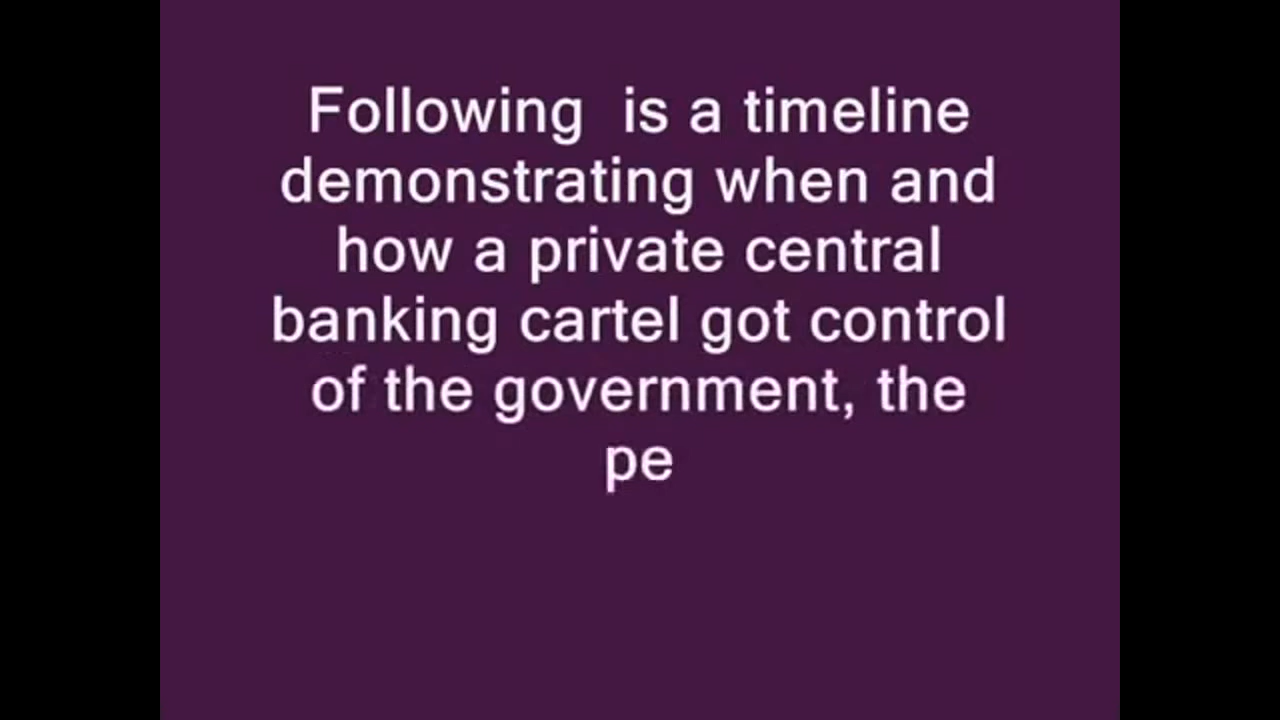 Following  is a timeline
demonstrating when and
how a private central
banking cartel got control
of the government, the
pe